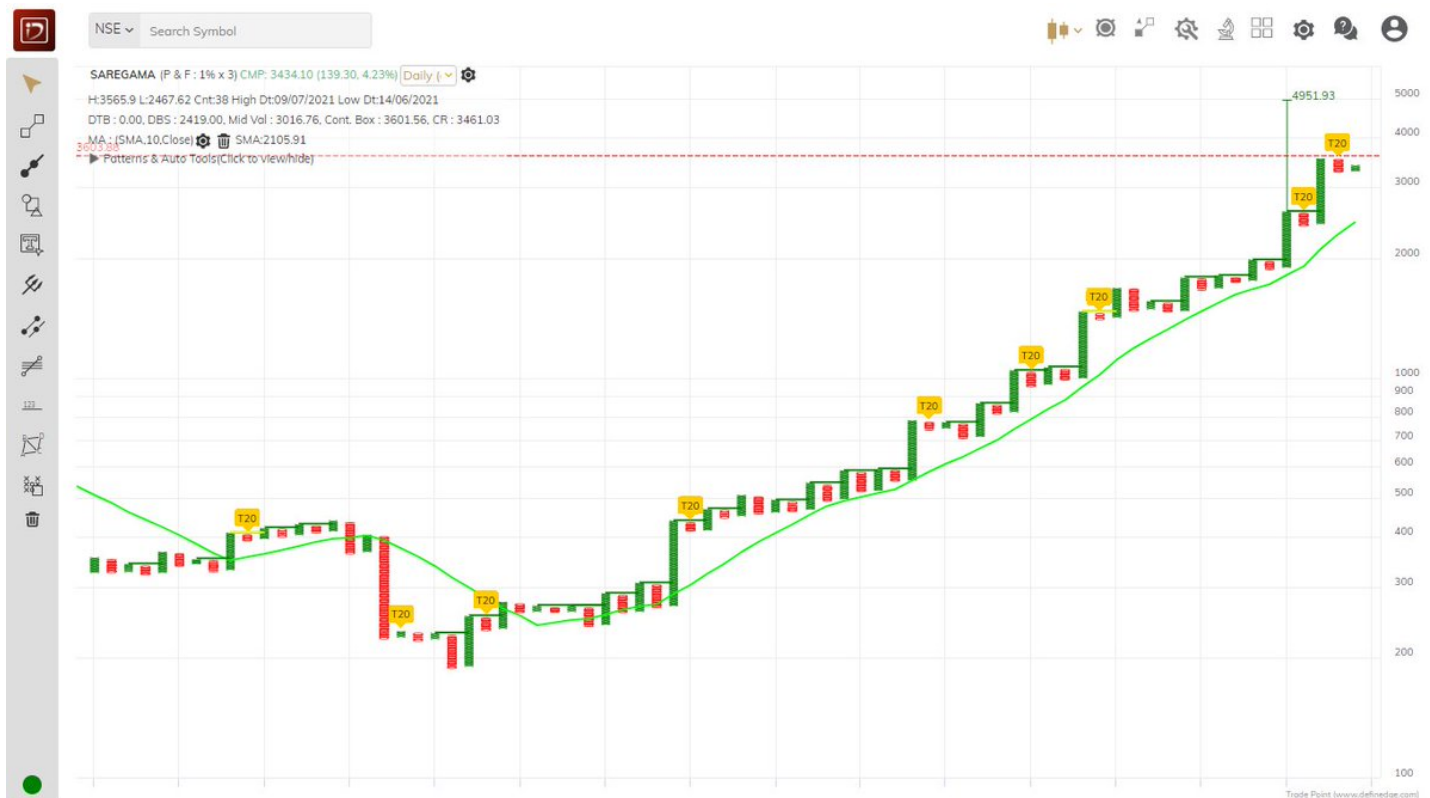 NSE Search Symbol
SAREGAMA (P & F : 1% x 3) CMP: 3434.10 (139.30, 4.23%) Daily (
H:3565.9 L:2467.62 Cnt:38 High Dt:09/07/2021 Low Dt:14/06/2021
DTB : 0.00, DBS : 2419.00, Mid Val : 3016.76, Cont. Box : 3601.56, CR : 3461.03
MA : (SMA,10,Close) SMA:2105.91
3603.88
Patterns & Auto Tools(Click to view/hide)
4951.93
T20
T20
T20
T20
T20
T20
T20
T20
T20
5000
4000
3000
2000
1000
900
800
700
600
500
400
300
200
100
123
Trade Point (www.definedge.com)